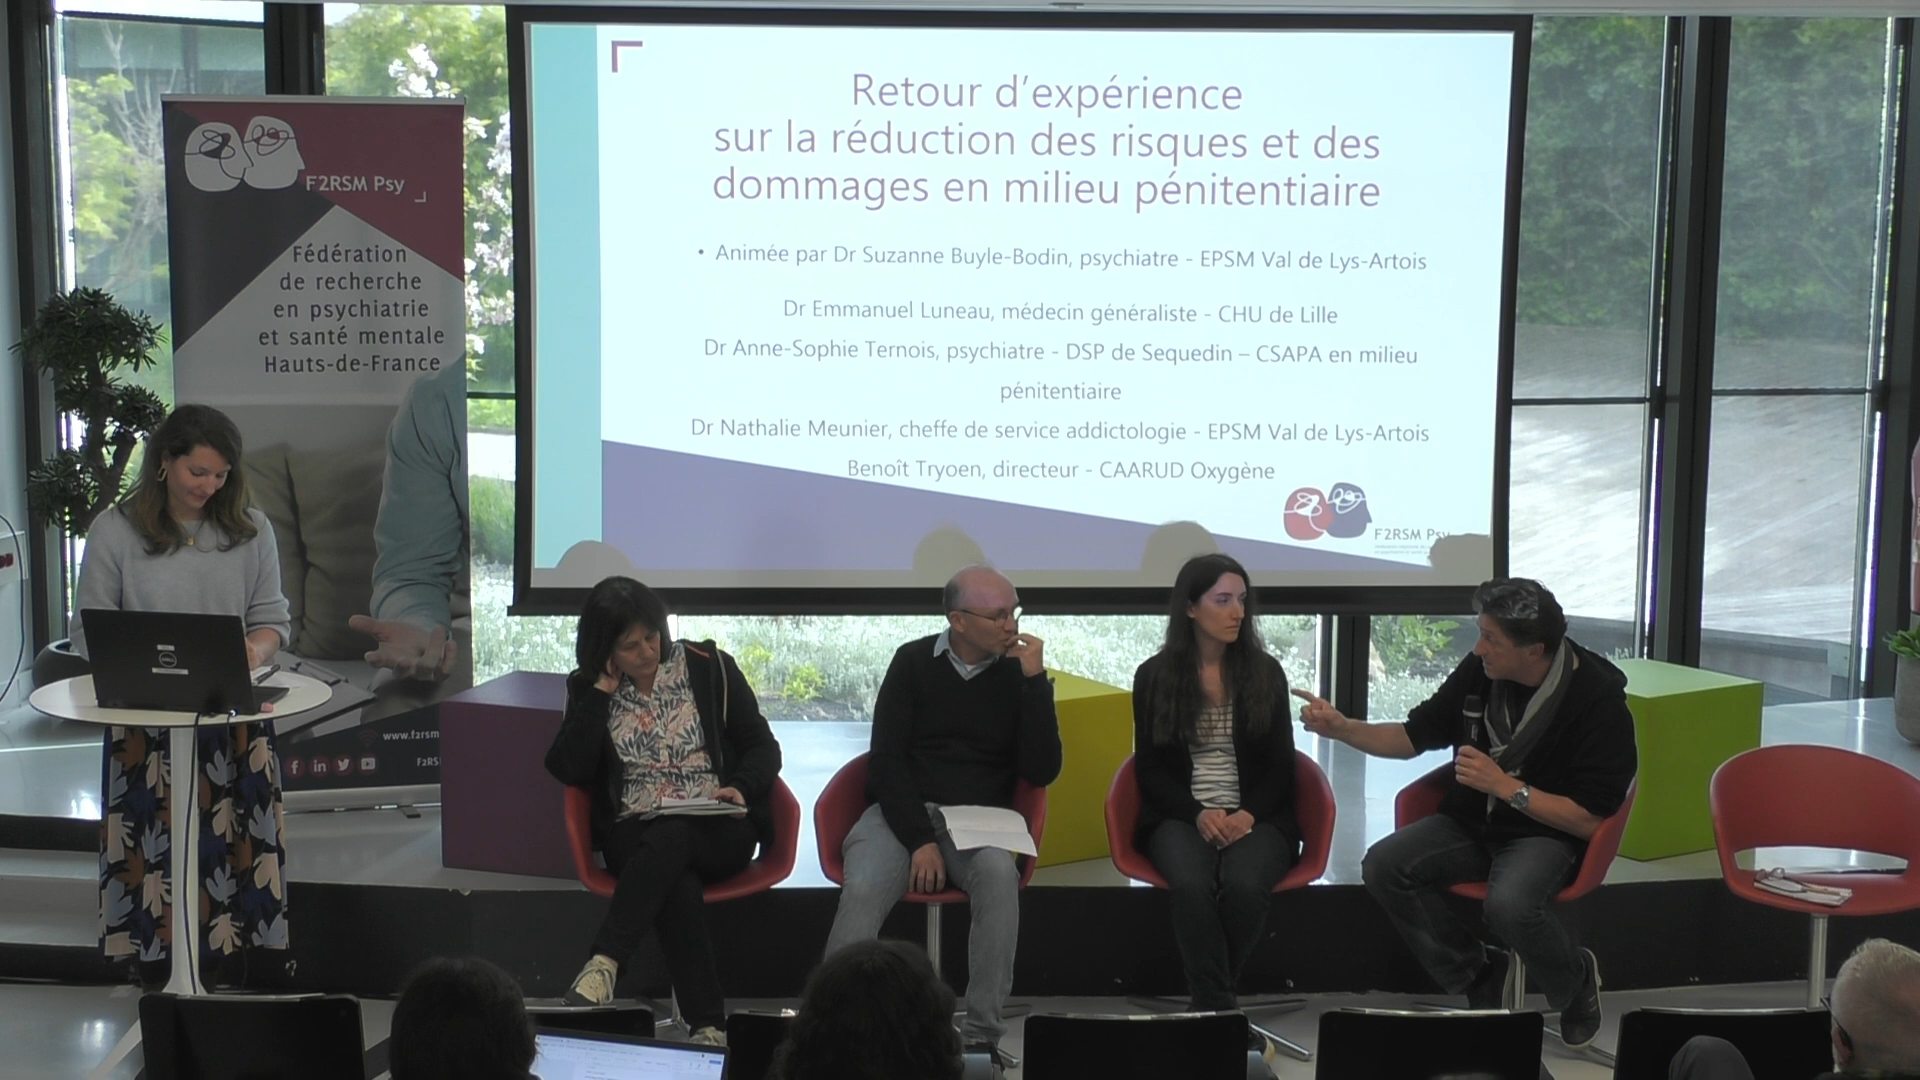 F2RSM Psy
Fédération
de recherche
en psychiatrie
et santé mentale
Hauts-de-France
www.f2rsm
F2RS
Retour d'expérience
sur la réduction des risques et des
dommages en milieu pénitentiaire
• Animée par Dr Suzanne Buyle-Bodin, psychiatre - EPSM Val de Lys-Artois
Dr Emmanuel Luneau, médecin généraliste - CHU de Lille
Dr Anne-Sophie Ternois, psychiatre - DSP de Sequedin – CSAPA en milieu
pénitentiaire
Dr Nathalie Meunier, cheffe de service addictologie - EPSM Val de Lys-Artois
Benoît Tryoen, directeur - CAARUD Oxygène
F2RSM Psy
DELL